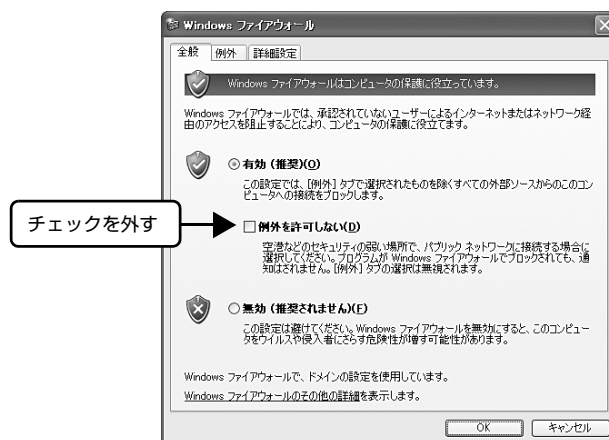 Windows ファイアウォール
全般
例外
詳細設定
Windows ファイアウォールはコンピュータの保護に役立っています。
Windows ファイアウォールでは、承認されていないユーザーによるインターネットまたはネットワーク経
由のアクセスを阻止することにより、コンピュータの保護に役立てます。
有効 (推奨)(O)
この設定では、[例外] タブで選択されたものを除くすべての外部ソースからのこのコン
ピュータへの接続をブロックします。
チェックを外す
例外を許可しない(D)
空港などのセキュリティの弱い場所で、パブリック ネットワークに接続する場合に
選択してください。プログラムが Windows ファイアウォールでブロックされても、通
知はされません。[例外] タブの選択は無視されます。
無効 (推奨されません)(F)
この設定は避けてください。Windows ファイアウォールを無効にすると、このコンピュー
タをウイルスや侵入者にさらす危険性が増す可能性があります。
Windows ファイアウォールで、ドメインの設定を使用しています。
Windows ファイアウォールのその他の詳細を表示します。
OK
キャンセル